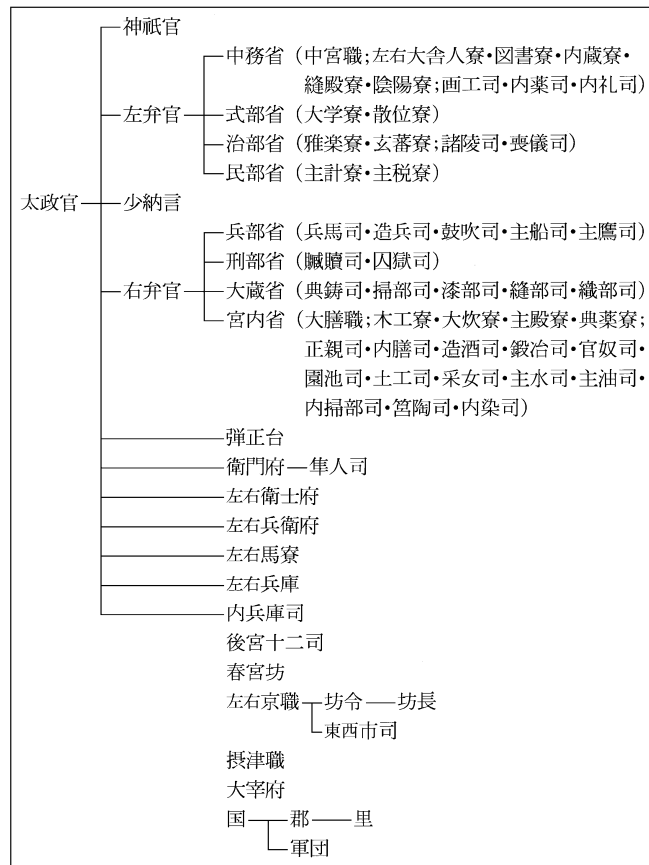 神祇官
中務省（中宮職;左右大舎人寮・図書寮・内蔵寮・
縫殿寮・陰陽寮;画工司・内薬司・内礼司）
左弁官
式部省（大学寮・散位寮）
治部省（雅楽寮・玄蕃寮;諸陵司・喪儀司）
民部省（主計寮・主税寮）
太政官
少納言
兵部省（兵馬司・造兵司・鼓吹司・主船司・主鷹司）
刑部省（贓贖司・囚獄司）
右弁官
大蔵省（典鋳司・掃部司・漆部司・縫部司・織部司）
宮内省（大膳職;木工寮・大炊寮・主殿寮・典薬寮;
正親司・内膳司・造酒司・鍛冶司・官奴司・
園池司・土工司・采女司・主水司・主油司・
内掃部司・筥陶司・内染司）
弾正台
衛門府 隼人司
左右衛士府
左右兵衛府
左右馬寮
左右兵庫
内兵庫司
後宮十二司
春宮坊
左右京職 坊令 坊長
東西市司
摂津職
大宰府
国 郡 里
軍団